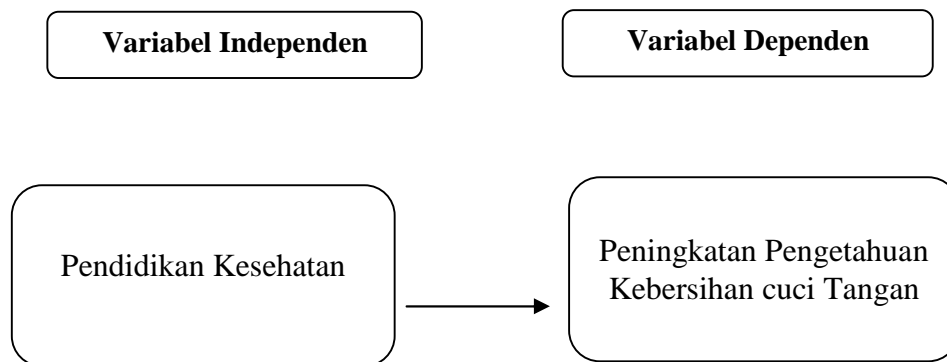 Variabel Independen
Variabel Dependen
Pendidikan Kesehatan
Peningkatan Pengetahuan
Kebersihan cuci Tangan